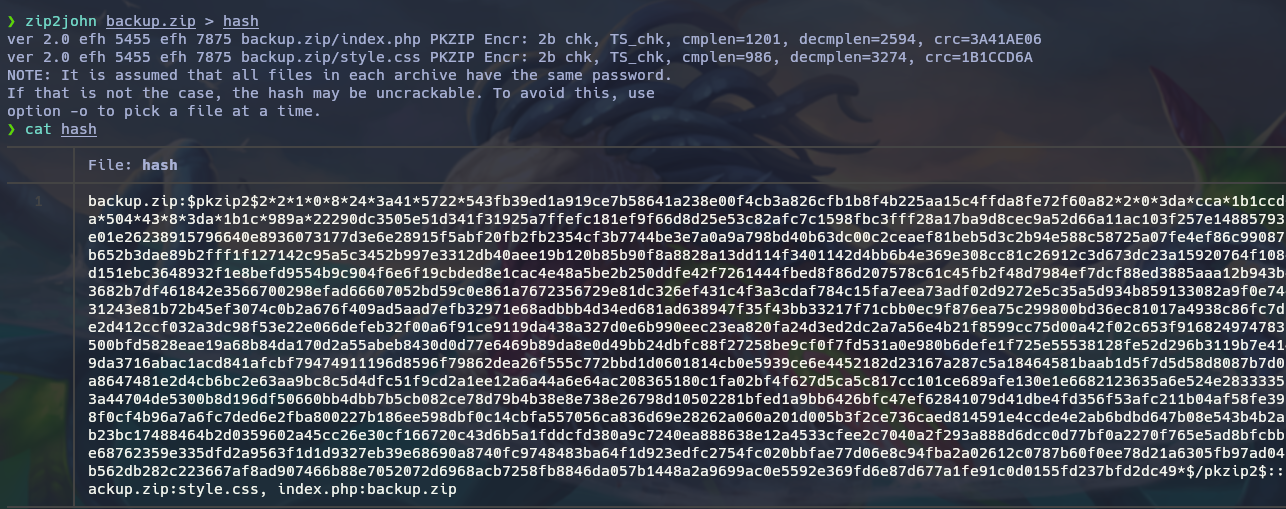 ❯ zip2john backup.zip > hash
ver 2.0 efh 5455 efh 7875 backup.zip/index.php PKZIP Encr: 2b chk, TS_chk, cmplen=1201, decmplen=2594, crc=3A41AE06
ver 2.0 efh 5455 efh 7875 backup.zip/style.css PKZIP Encr: 2b chk, TS_chk, cmplen=986, decmplen=3274, crc=1B1CCD6A
NOTE: It is assumed that all files in each archive have the same password.
If that is not the case, the hash may be uncrackable. To avoid this, use
option -o to pick a file at a time.
❯ cat hash
File: hash
1
backup.zip:$pkzip2$2*2*1*0*8*24*3a41*5722*543fb39ed1a919ce7b58641a238e00f4cb3a826cfb1b8f4b225aa15c4ffda8fe72f60a82*2*0*3da*cca*1b1ccd
a*504*43*8*3da*1b1c*989a*22290dc3505e51d341f31925a7ffefc181ef9f66d8d25e53c82afc7c1598fbc3fff28a17ba9d8cec9a52d66a11ac103f257e14885793
e01e26238915796640e8936073177d3e6e28915f5abf20fb2fb2354cf3b7744be3e7a0a9a798bd40b63dc00c2ceaef81beb5d3c2b94e588c58725a07fe4ef86c99087
b652b3dae89b2fff1f127142c95a5c3452b997e3312db40aee19b120b85b90f8a8828a13dd114f3401142d4bb6b4e369e308cc81c26912c3d673dc23a15920764f108
d151ebc3648932f1e8befd9554b9c904f6e6f19cbded8e1cac4e48a5be2b250ddfe42f7261444fbed8f86d207578c61c45fb2f48d7984ef7dcf88ed3885aaa12b943b
3682b7df461842e3566700298efad66607052bd59c0e861a7672356729e81dc326ef431c4f3a3cdaf784c15fa7eea73adf02d9272e5c35a5d934b859133082a9f0e74
31243e81b72b45ef3074c0b2a676f409ad5aad7efb32971e68adbbb4d34ed681ad638947f35f43bb33217f71cbb0ec9f876ea75c299800bd36ec81017a4938c86fc7d
e2d412ccf032a3dc98f53e22e066defeb32f00a6f91ce9119da438a327d0e6b990eec23ea820fa24d3ed2dc2a7a56e4b21f8599cc75d00a42f02c653f916824974783
500bfd5828eae19a68b84da170d2a55abeb8430d0d77e6469b89da8e0d49bb24dbfc88f27258be9cf0f7fd531a0e980b6defe1f725e55538128fe52d296b3119b7e41
9da3716abac1acd841afcbf79474911196d8596f79862dea26f555c772bbd1d0601814cb0e5939ce6e4452182d23167a287c5a18464581baab1d5f7d5d58d8087b7d0
a8647481e2d4cb6bc2e63aa9bc8c5d4dfc51f9cd2a1ee12a6a44a6e64ac208365180c1fa02bf4f627d5ca5c817cc101ce689afe130e1e6682123635a6e524e2833335
3a44704de5300b8d196df50660bb4dbb7b5cb082ce78d79b4b38e8e738e26798d10502281bfed1a9bb6426bfc47ef62841079d41dbe4fd356f53afc211b04af58fe39
8f0cf4b96a7a6fc7ded6e2fba800227b186ee598dbf0c14cbfa557056ca836d69e28262a060a201d005b3f2ce736caed814591e4ccde4e2ab6bdbd647b08e543b4b2a
b23bc17488464b2d0359602a45cc26e30cf166720c43d6b5a1fddcfd380a9c7240ea888638e12a4533cfee2c7040a2f293a888d6dcc0d77bf0a2270f765e5ad8bfcbb
e68762359e335dfd2a9563f1d1d9327eb39e68690a8740fc9748483ba64f1d923edfc2754fc020bbfae77d06e8c94fba2a02612c0787b60f0ee78d21a6305fb97ad04
b562db282c223667af8ad907466b88e7052072d6968acb7258fb8846da057b1448a2a9699ac0e5592e369fd6e87d677a1fe91c0d0155fd237bfd2dc49*$/pkzip2$::
ackup.zip:style.css, index.php:backup.zip